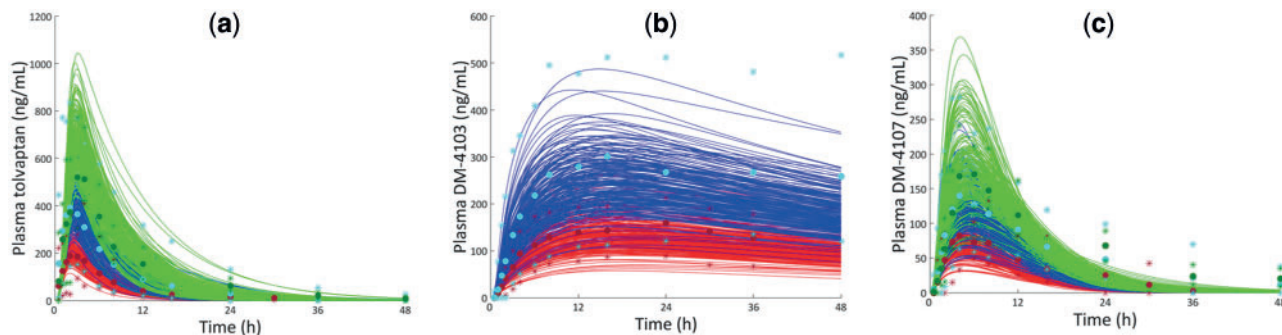 (a)
Plasma tolvaptan (ng/mL)
1200
1000
800
600
400
200
0
0 12 24 36 48
Time (h)
(b)
Plasma DM-4103 (ng/mL)
600
500
400
300
200
100
0
0 12 24 36 48
Time (h)
(c)
Plasma DM-4107 (ng/mL)
400
350
300
250
200
150
100
50
0
0 12 24 36 48
Time (h)